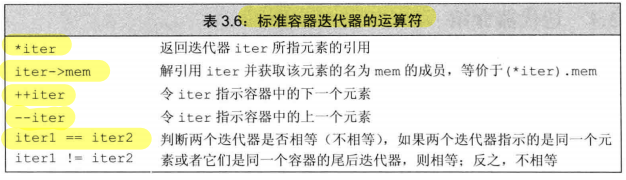 表 3.6：标准容器迭代器的运算符
*iter 返回迭代器 iter 所指元素的引用
iter->mem 解引用 iter 并获取该元素的名为 mem 的成员，等价于(*iter).mem
++iter 令 iter 指示容器中的下一个元素
--iter 令 iter 指示容器中的上一个元素
iter1 == iter2 判断两个迭代器是否相等（不相等），如果两个迭代器指示的是同一个元
iter1 != iter2 素或者它们是同一个容器的尾后迭代器，则相等；反之，不相等